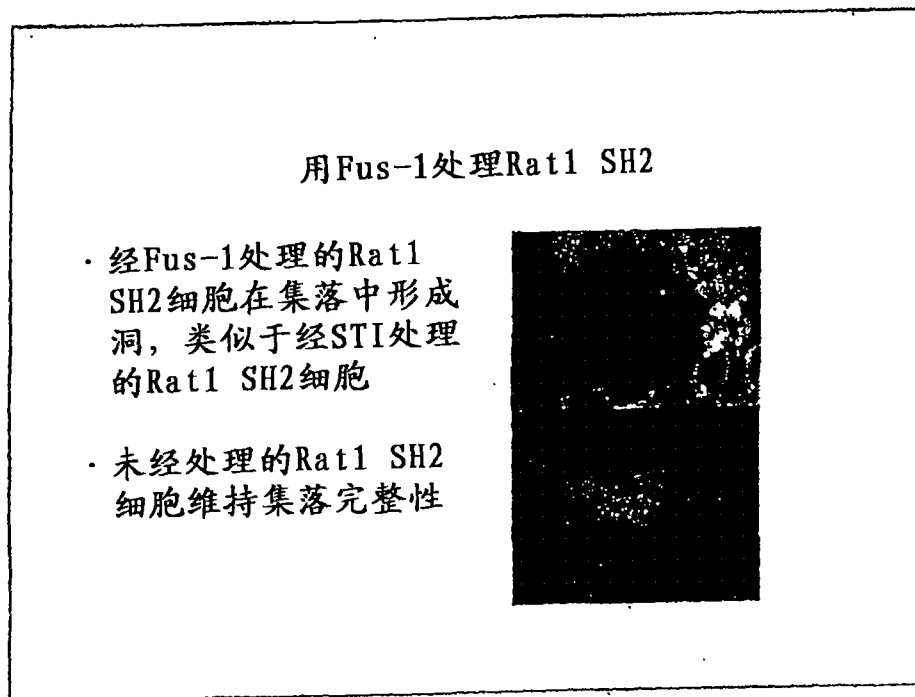 用Fus-1处理Rat1 SH2
· 经Fus-1处理的Rat1
SH2细胞在集落中形成
洞, 类似于经STI处理
的Rat1 SH2细胞
· 未经处理的Rat1 SH2
细胞维持集落完整性